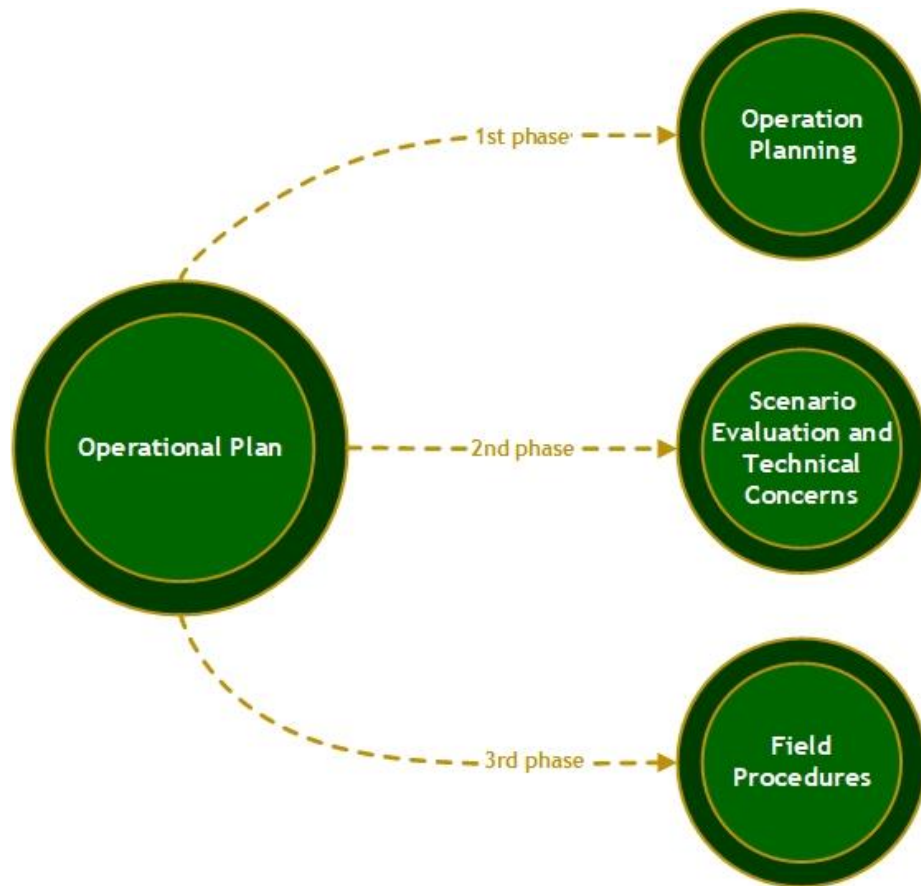 1st phase
Operation
Planning
Operational Plan
2nd phase
Scenario
Evaluation and
Technical
Concerns
3rd phase
Field
Procedures